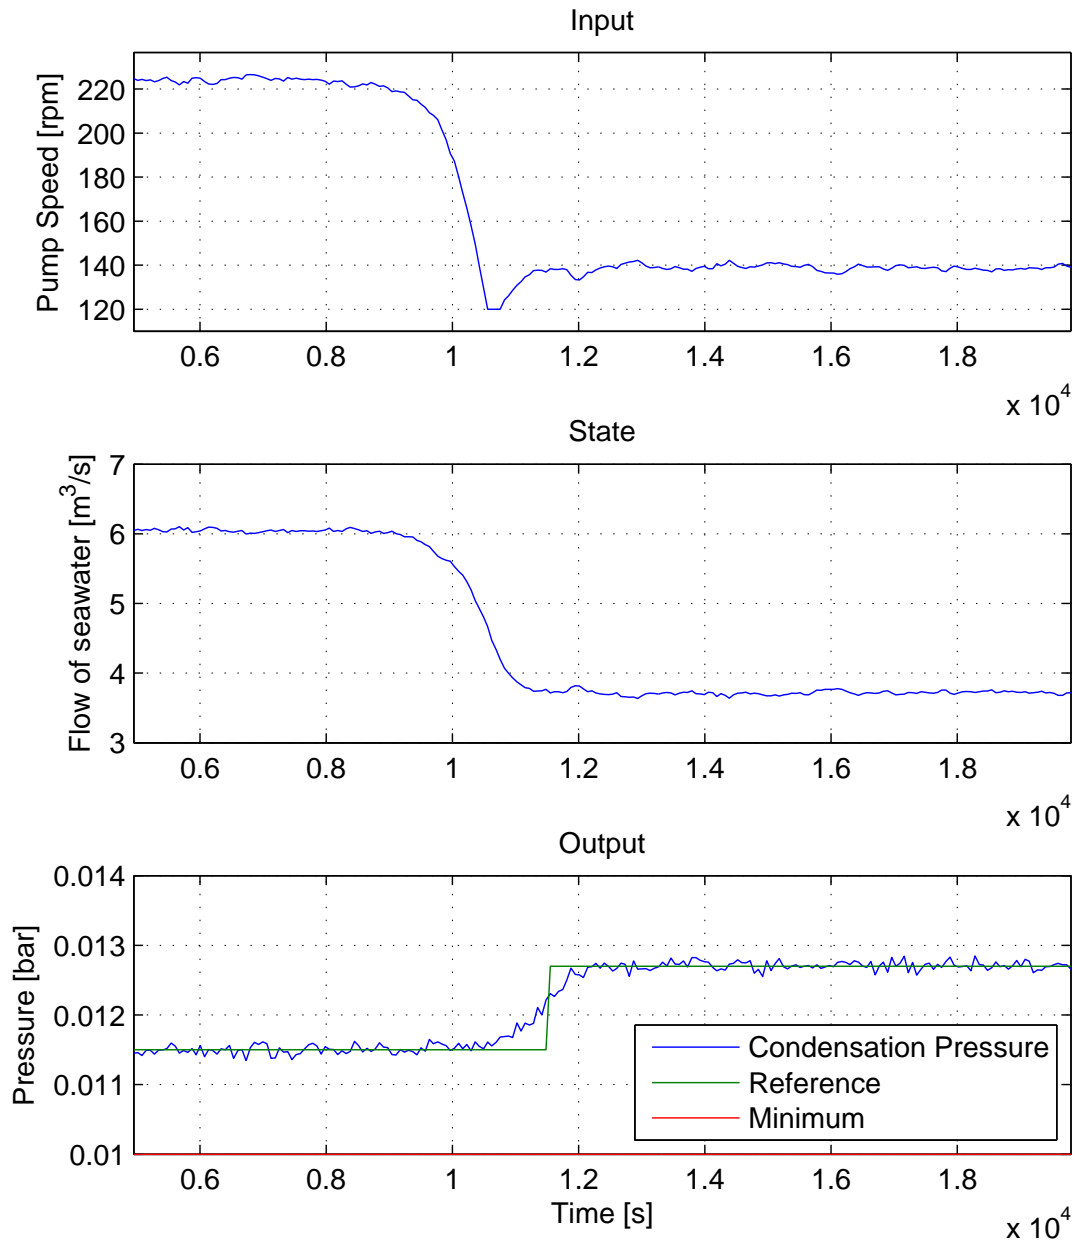 Input
Pump Speed [rpm]
220
200
180
160
140
120
0.6 0.8 1 1.2 1.4 1.6 1.8
x 10^4
State
Flow of seawater [m^3/s]
7
6
5
4
3
0.6 0.8 1 1.2 1.4 1.6 1.8
x 10^4
Output
Pressure [bar]
0.014
0.013
0.012
0.011
0.01
Condensation Pressure
Reference
Minimum
0.6 0.8 1 1.2 1.4 1.6 1.8
Time [s]
x 10^4